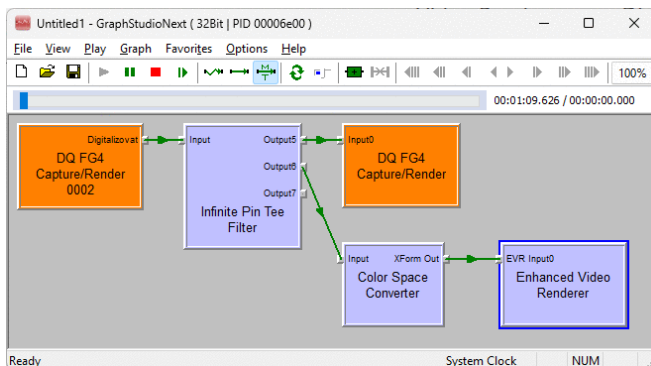 Untitled1 - GraphStudioNext ( 32Bit | PID 00006e00 )
File View Play Graph Favorites Options Help
100%
00:01:09.626 / 00:00:00.000
Digitalizovat
DQ FG4
Capture/Render
0002
Input
Output5
Output6
Output7
Infinite Pin Tee
Filter
Input0
DQ FG4
Capture/Render
Input
XForm Out
Color Space
Converter
EVR Input0
Enhanced Video
Renderer
Ready
System Clock
NUM